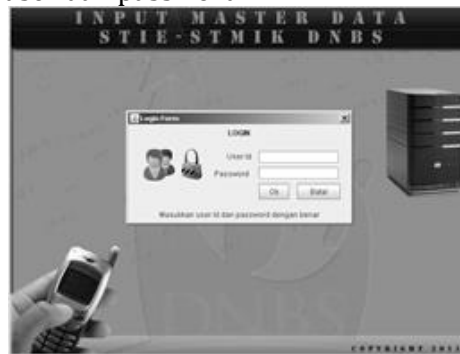 INPUT MASTER DATA
STIE-STMIK DNBS
Login Form
LOGIN
User Id
Password
Ok Batal
Masukkan user id dan password dengan benar
DNBS